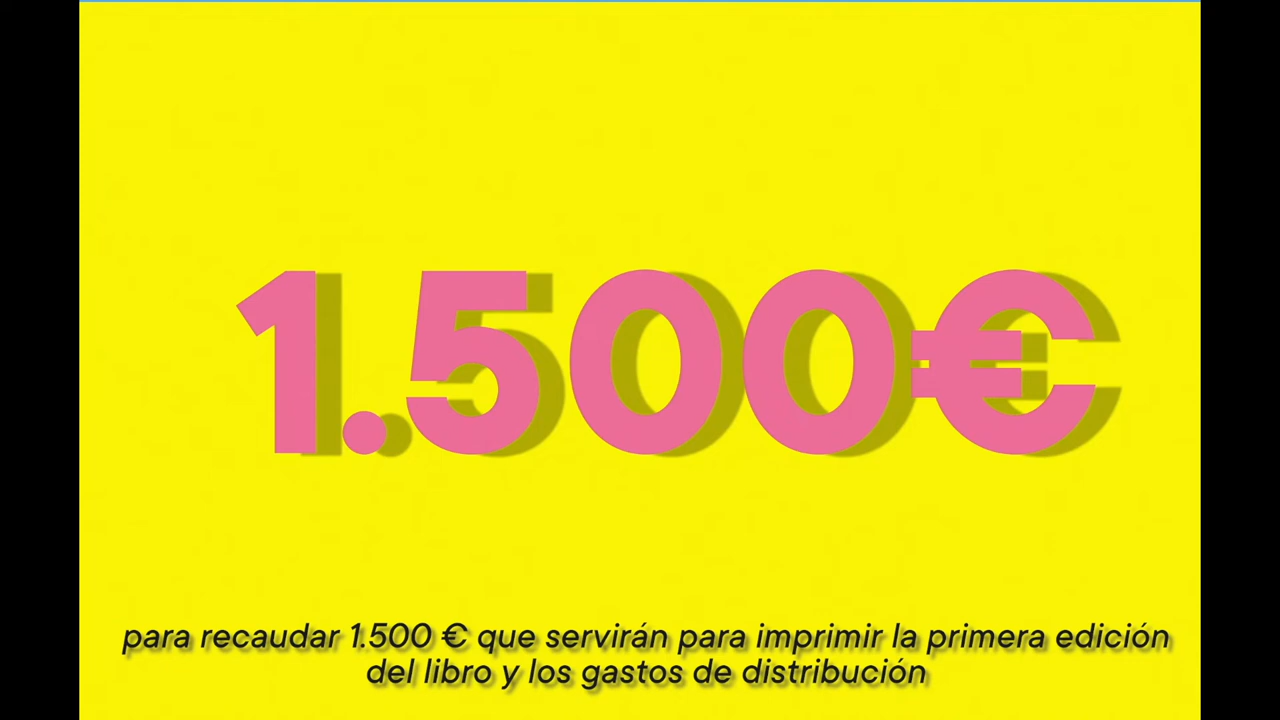 1.500€
para recaudar 1.500 € que servirán para imprimir la primera edición
del libro y los gastos de distribución